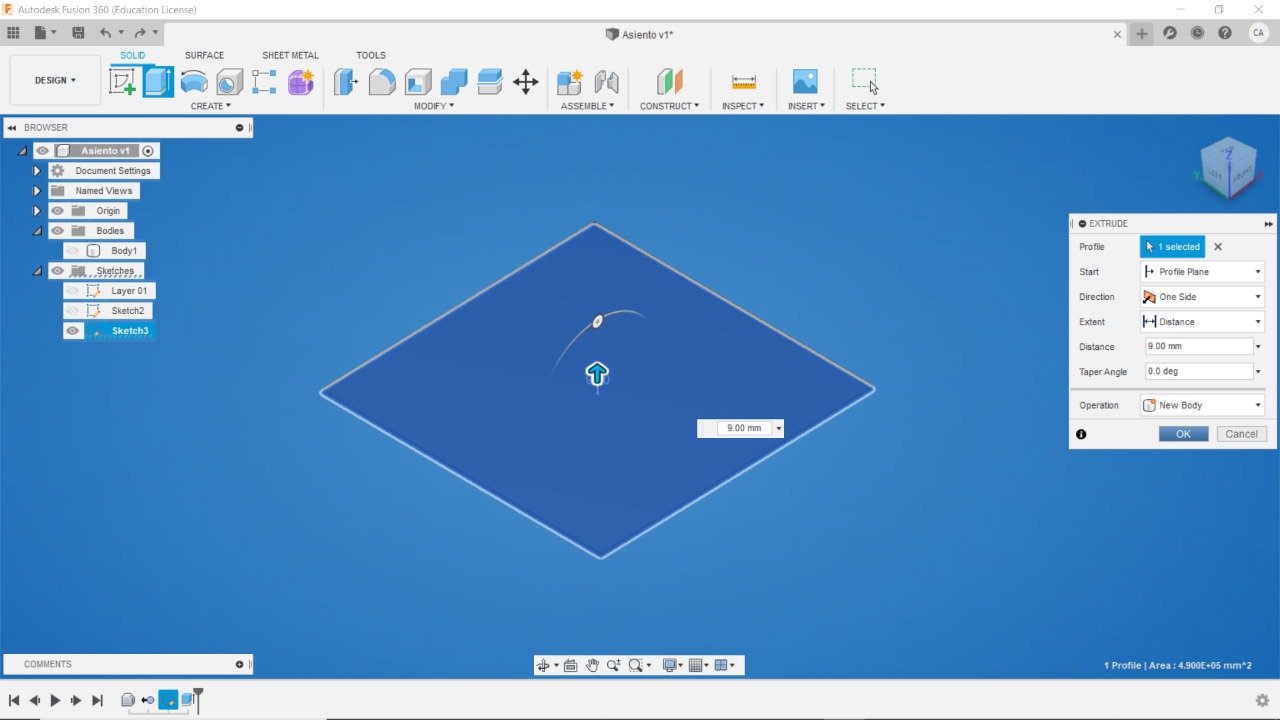 Autodesk Fusion 360 (Education License)
Asiento v1*
CA
SOLID SURFACE SHEET METAL TOOLS
DESIGN
CREATE MODIFY ASSEMBLE CONSTRUCT INSPECT INSERT SELECT
BROWSER
Asiento v1
Document Settings
Named Views
Origin
Bodies
Body1
Sketches
Layer 01
Sketch2
Sketch3
Z
LEFT FRONT
9.00 mm
EXTRUDE
Profile 1 selected
Start Profile Plane
Direction One Side
Extent Distance
Distance 9.00 mm
Taper Angle 0.0 deg
Operation New Body
OK Cancel
COMMENTS
1 Profile | Area : 4.900E+05 mm^2